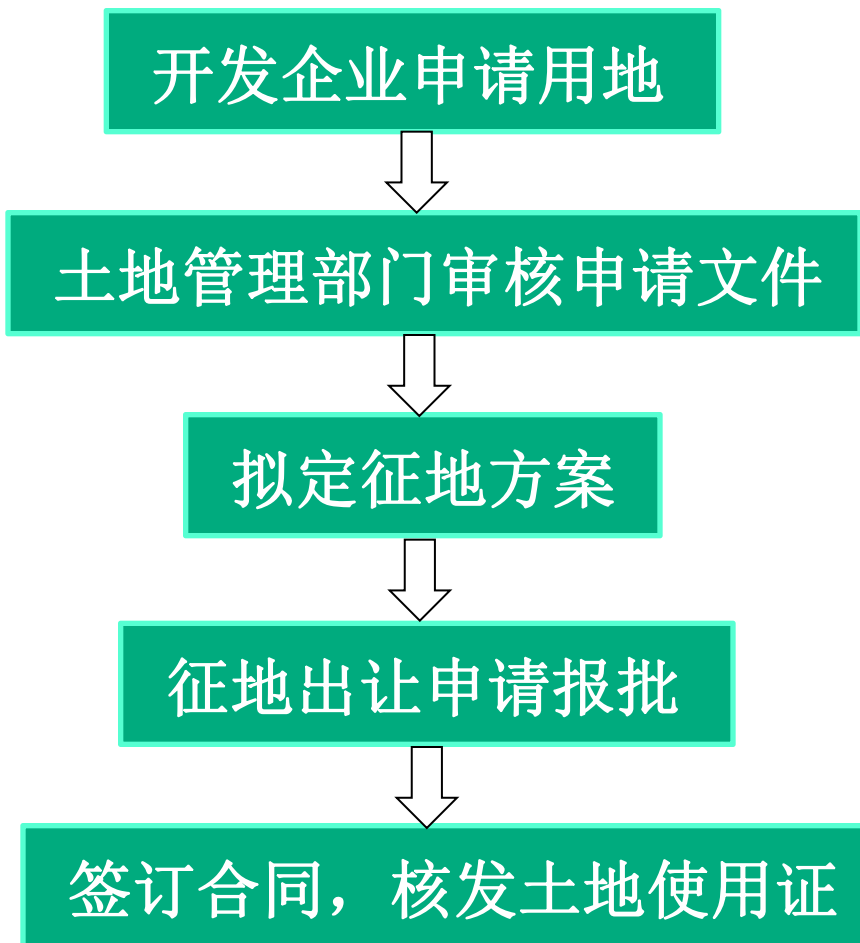 开发企业申请用地
土地管理部门审核申请文件
拟定征地方案
征地出让申请报批
签订合同，核发土地使用证